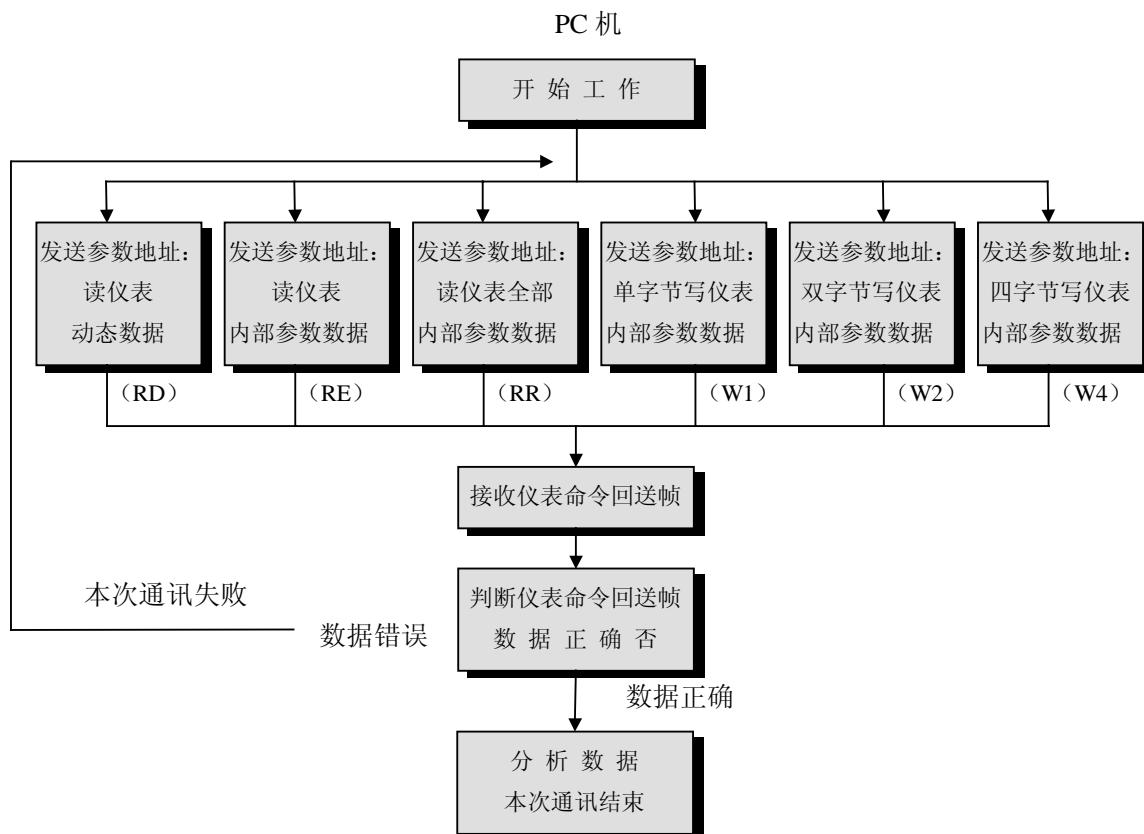 PC 机
开 始 工 作
发送参数地址：
读仪表
动态数据
发送参数地址：
读仪表
内部参数数据
发送参数地址：
读仪表全部
内部参数数据
发送参数地址：
单字节写仪表
内部参数数据
发送参数地址：
双字节写仪表
内部参数数据
发送参数地址：
四字节写仪表
内部参数数据
（RD）
（RE）
（RR）
（W1）
（W2）
（W4）
接收仪表命令回送帧
本次通讯失败
判断仪表命令回送帧
数 据 正 确 否
数据错误
数据正确
分 析 数 据
本次通讯结束